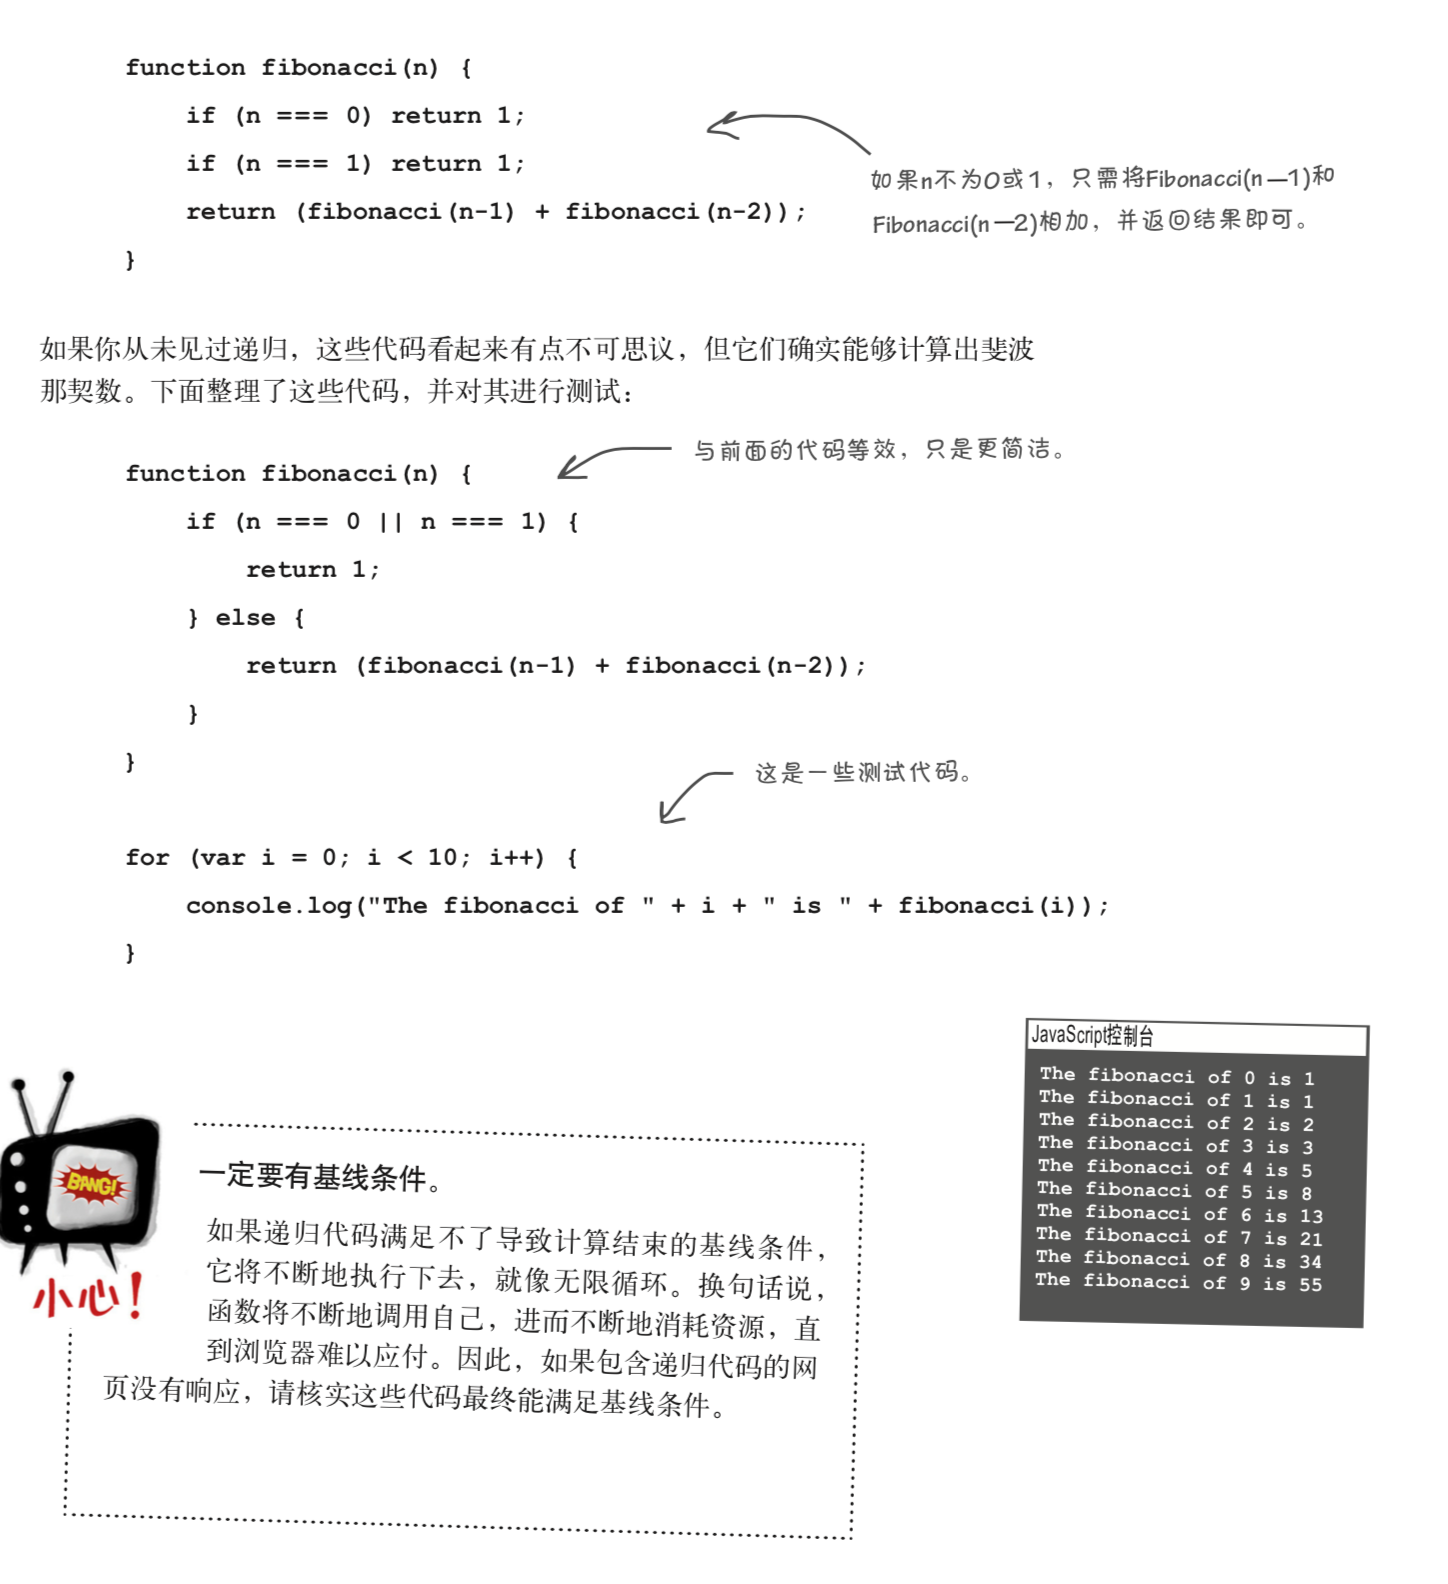 function fibonacci(n) {
if (n === 0) return 1;
if (n === 1) return 1;
return (fibonacci(n-1) + fibonacci(n-2));
}
如果n不为0或1，只需将Fibonacci(n—1)和
Fibonacci(n—2)相加，并返回结果即可。
如果你从未见过递归，这些代码看起来有点不可思议，但它们确实能够计算出斐波
那契数。下面整理了这些代码，并对其进行测试：
与前面的代码等效，只是更简洁。
function fibonacci(n) {
if (n === 0 || n === 1) {
return 1;
} else {
return (fibonacci(n-1) + fibonacci(n-2));
}
}
这是一些测试代码。
for (var i = 0; i < 10; i++) {
console.log("The fibonacci of " + i + " is " + fibonacci(i));
}
JavaScript控制台
The fibonacci of 0 is 1
The fibonacci of 1 is 1
The fibonacci of 2 is 2
The fibonacci of 3 is 3
The fibonacci of 4 is 5
The fibonacci of 5 is 8
The fibonacci of 6 is 13
The fibonacci of 7 is 21
The fibonacci of 8 is 34
The fibonacci of 9 is 55
BANG!
小心！
一定要有基线条件。
如果递归代码满足不了导致计算结束的基线条件，
它将不断地执行下去，就像无限循环。换句话说，
函数将不断地调用自己，进而不断地消耗资源，直
到浏览器难以应付。因此，如果包含递归代码的网
页没有响应，请核实这些代码最终能满足基线条件。